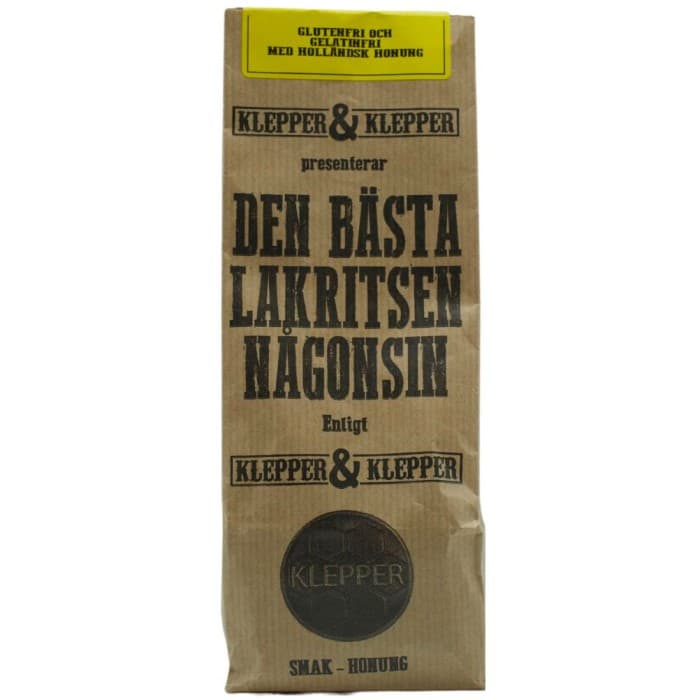 GLUTENFRI OCH
GELATINFRI
MED HOLLÄNDSK HONUNG
KLEPPER & KLEPPER
presenterar
DEN BÄSTA
LAKRITSEN
NÅGONSIN
Enligt
KLEPPER & KLEPPER
KLEPPER
SMAK - HONUNG